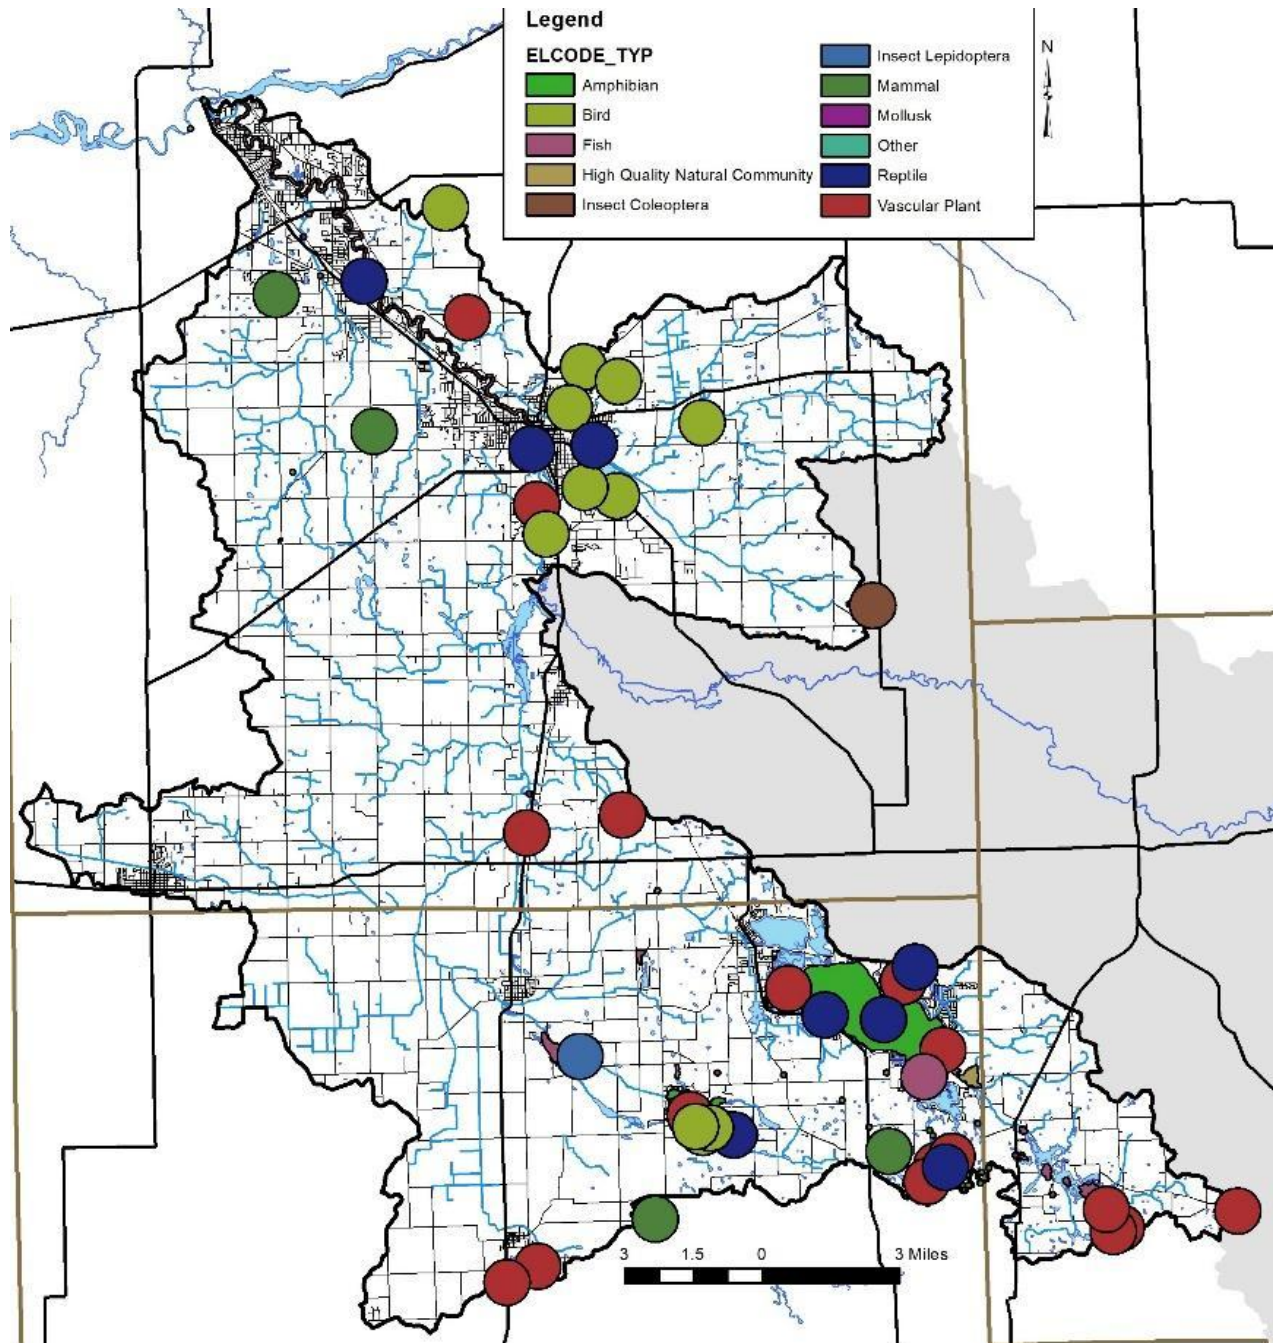 Legend
ELCODE_TYP
Amphibian
Bird
Fish
High Quality Natural Community
Insect Coleoptera
Insect Lepidoptera
Mammal
Mollusk
Other
Reptile
Vascular Plant
N
3 1.5 0 3 Miles